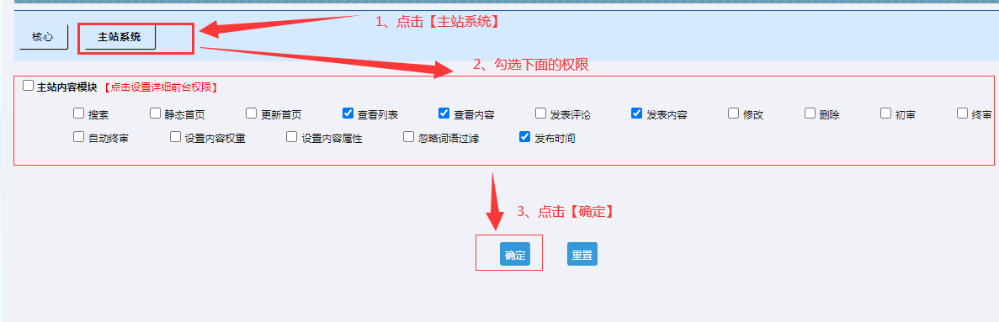 1、点击【主站系统】
核心 主站系统
2、勾选下面的权限
主站内容模块 【点击设置详细前台权限】
搜索 静态首页 更新首页 查看列表 查看内容 发表评论 发表内容 修改 删除 初审 终审
自动终审 设置内容权重 设置内容属性 忽略词语过滤 发布时间
3、点击【确定】
确定 重置